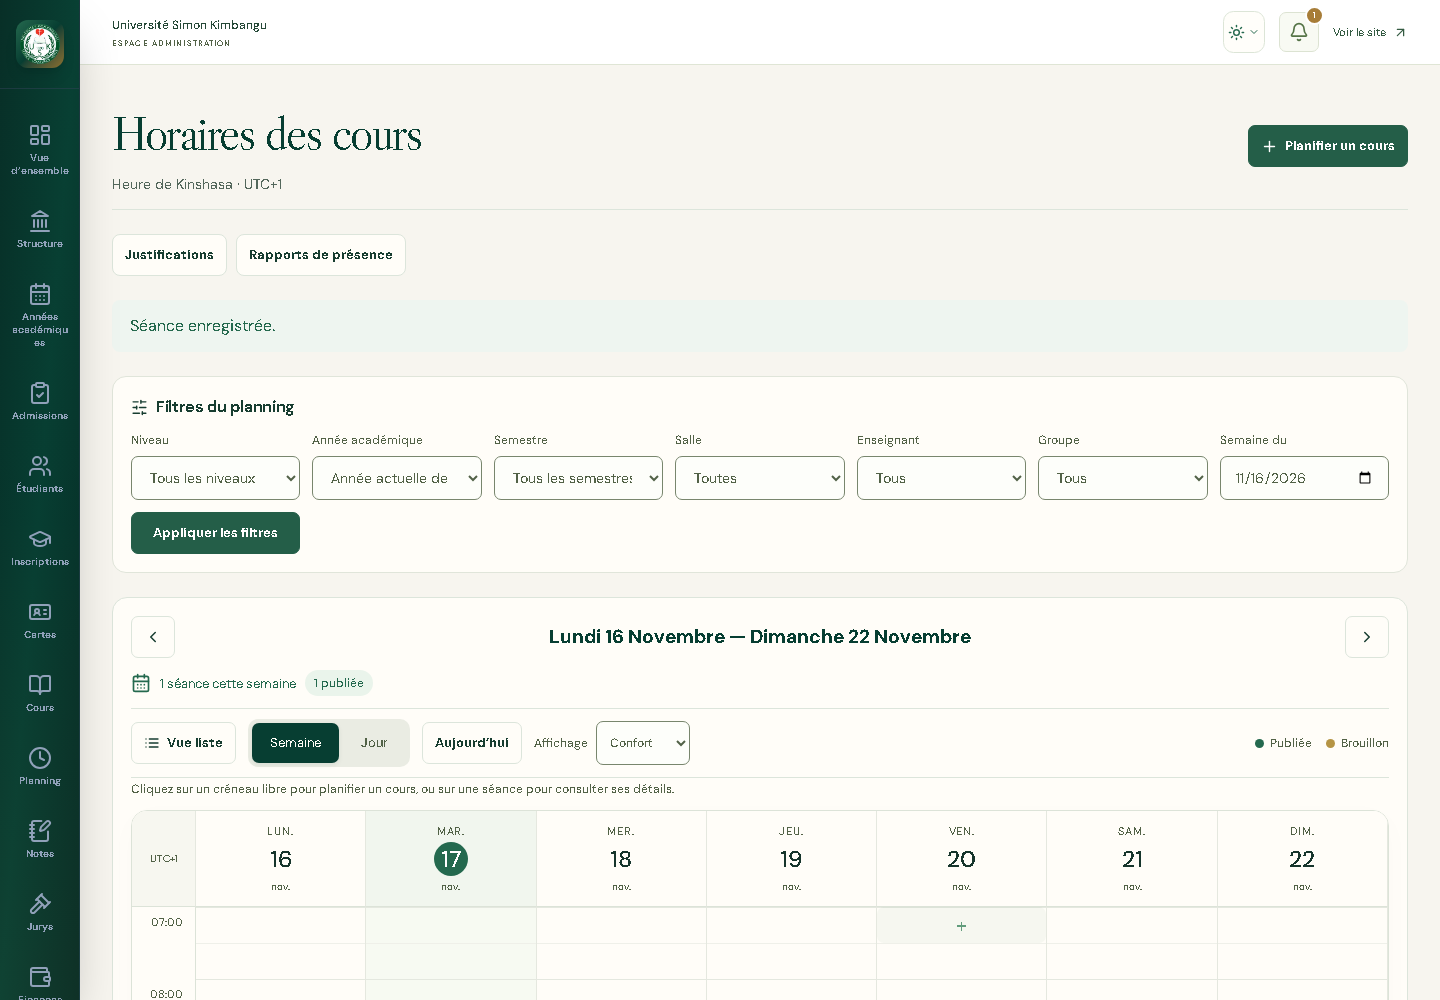 Université Simon Kimbangu
ESPACE ADMINISTRATION
1
Voir le site
Vue
d'ensemble
Structure
Années
académiqu
es
Admissions
Étudiants
Inscriptions
Cartes
Cours
Planning
Notes
Jurys
Horaires des cours
Heure de Kinshasa · UTC+1
Planifier un cours
Justifications
Rapports de présence
Séance enregistrée.
Filtres du planning
Niveau
Année académique
Semestre
Salle
Enseignant
Groupe
Semaine du
Tous les niveaux
Année actuelle de
Tous les semestres
Toutes
Tous
Tous
11/16/2026
Appliquer les filtres
Lundi 16 Novembre — Dimanche 22 Novembre
1 séance cette semaine
1 publiée
Vue liste
Semaine
Jour
Aujourd'hui
Affichage
Confort
Publiée
Brouillon
Cliquez sur un créneau libre pour planifier un cours, ou sur une séance pour consulter ses détails.
UTC+1
LUN.
16
nov.
MAR.
17
nov.
MER.
18
nov.
JEU.
19
nov.
VEN.
20
nov.
SAM.
21
nov.
DIM.
22
nov.
07:00
+
08:00